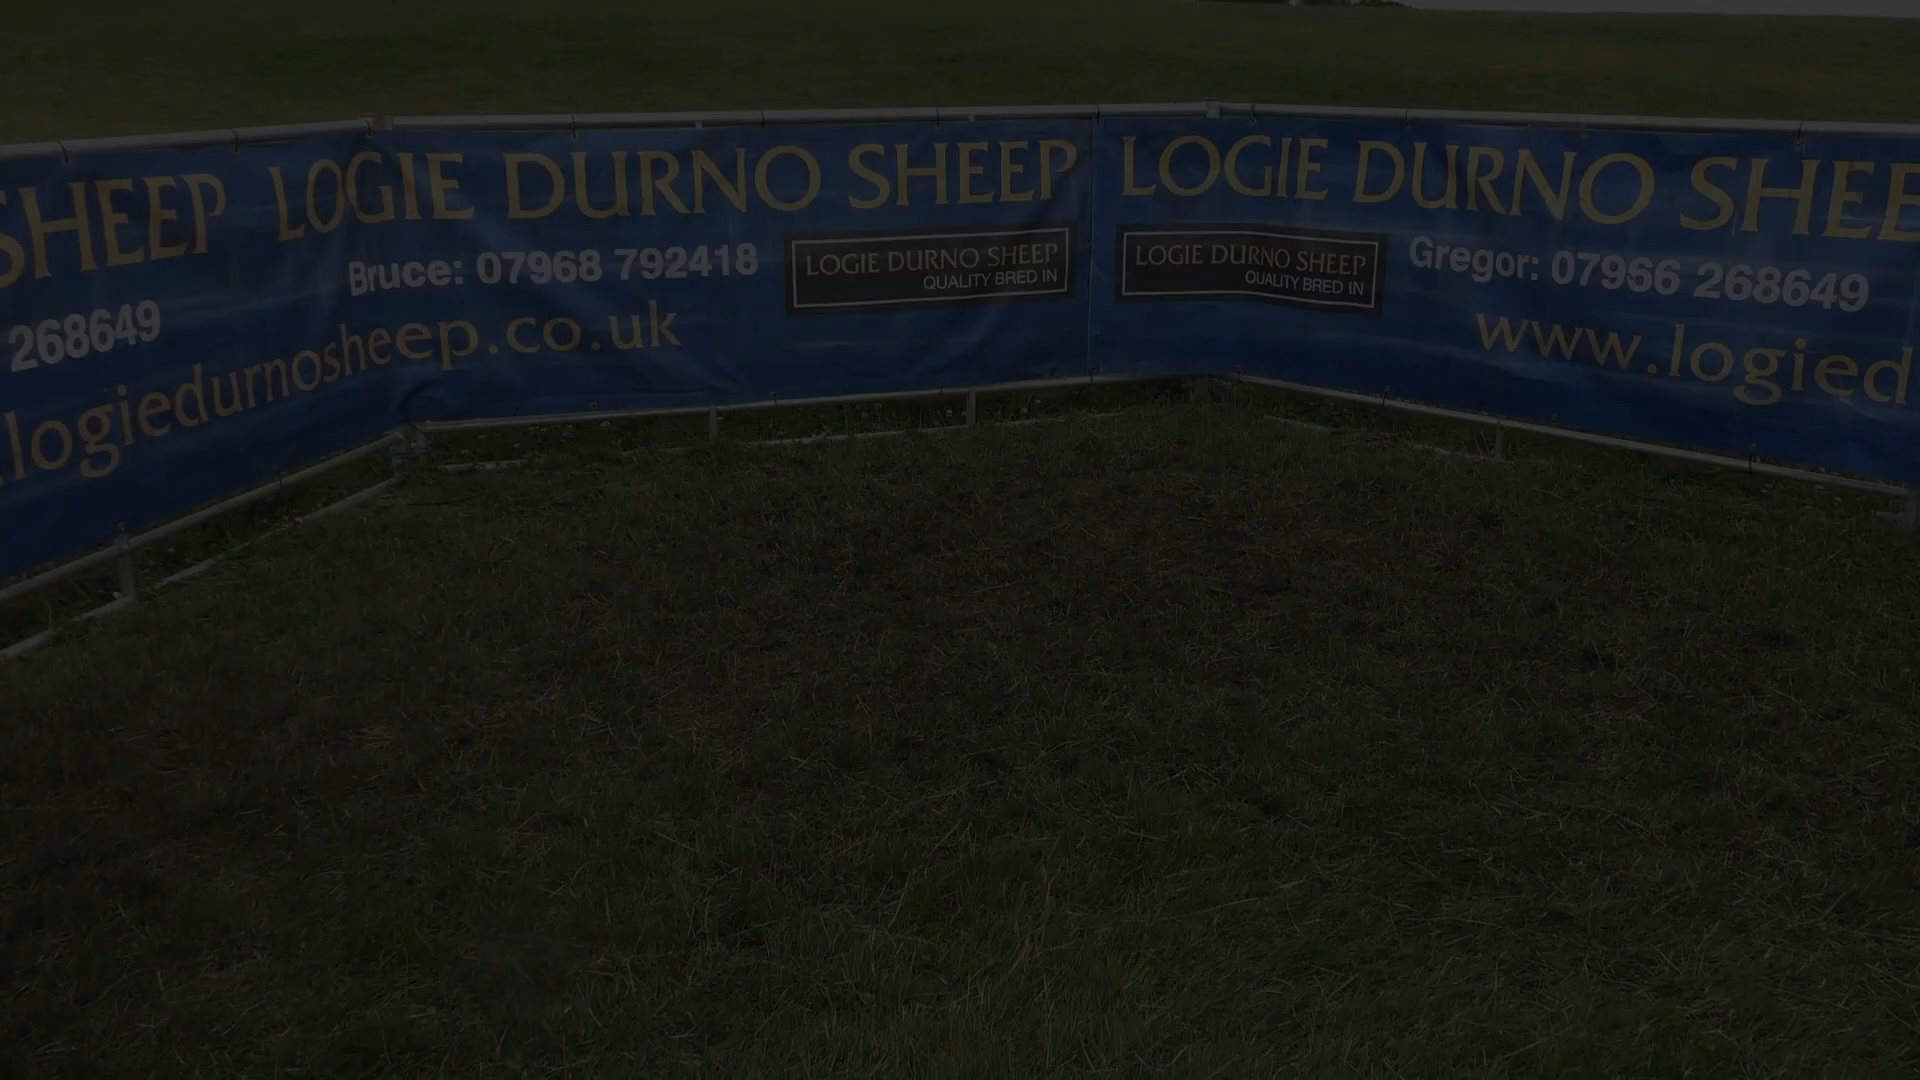 SHEEP
268649
logiedurnosheep.co.uk
LOGIE DURNO SHEEP
Bruce: 07968 792418
LOGIE DURNO SHEEP
QUALITY BRED IN
LOGIE DURNO SHEE
LOGIE DURNO SHEEP
QUALITY BRED IN
Gregor: 07966 268649
www.logied